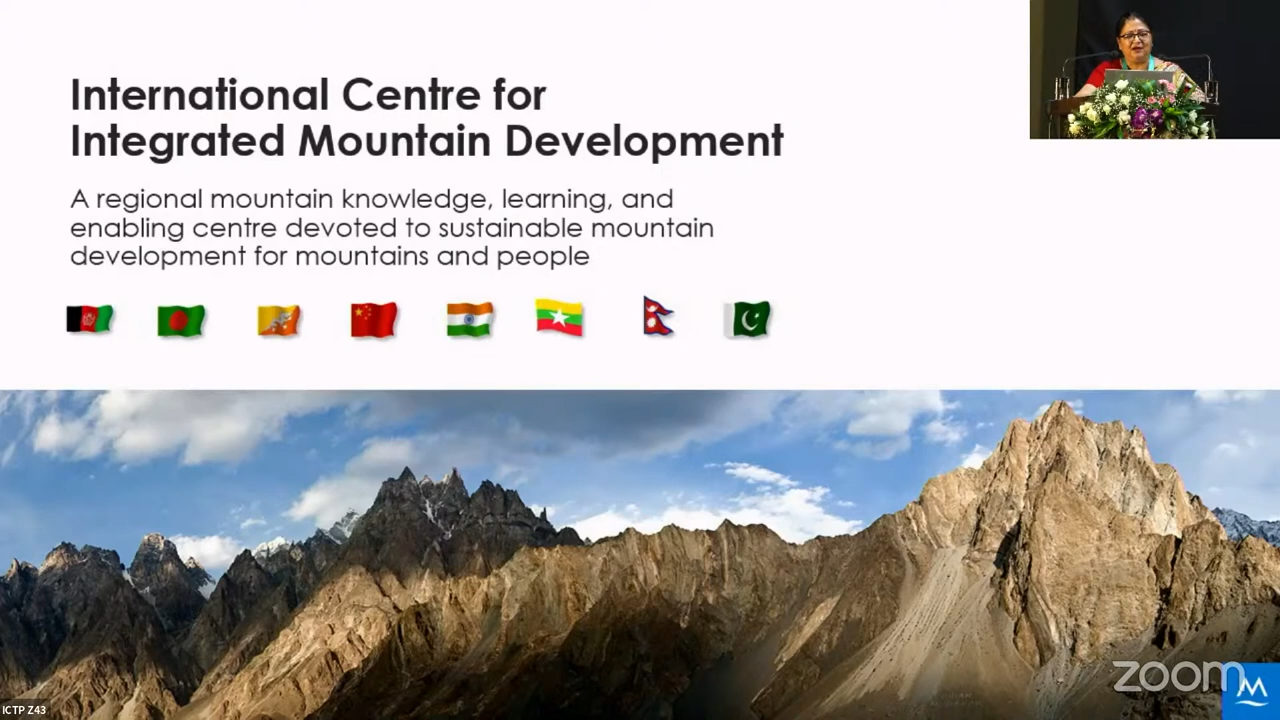 International Centre for
Integrated Mountain Development
A regional mountain knowledge, learning, and
enabling centre devoted to sustainable mountain
development for mountains and people
zoom
ICTP Z43